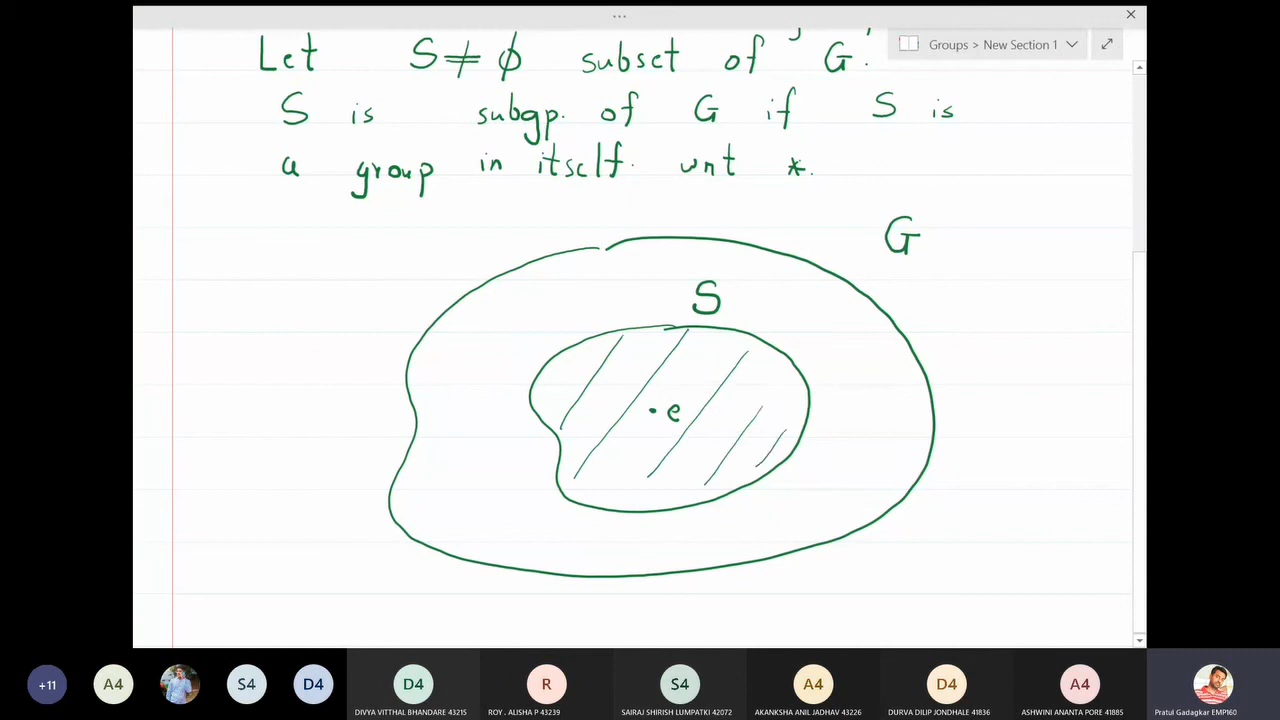 Groups > New Section 1
Let S ≠ ϕ subset of G.
S is subgp. of G if S is
a group in itself. wrt *.
G
S
. e
+11
A4
S4
D4
D4
R
S4
A4
D4
A4
DIVYA VITTHAL BHANDARE 43215
ROY . ALISHA P 43239
SAIRAJ SHIRISH LUMPATKI 42072
AKANKSHA ANIL JADHAV 43226
DURVA DILIP JONDHALE 41836
ASHWINI ANANTA PORE 41885
Pratul Gadagkar EMP160